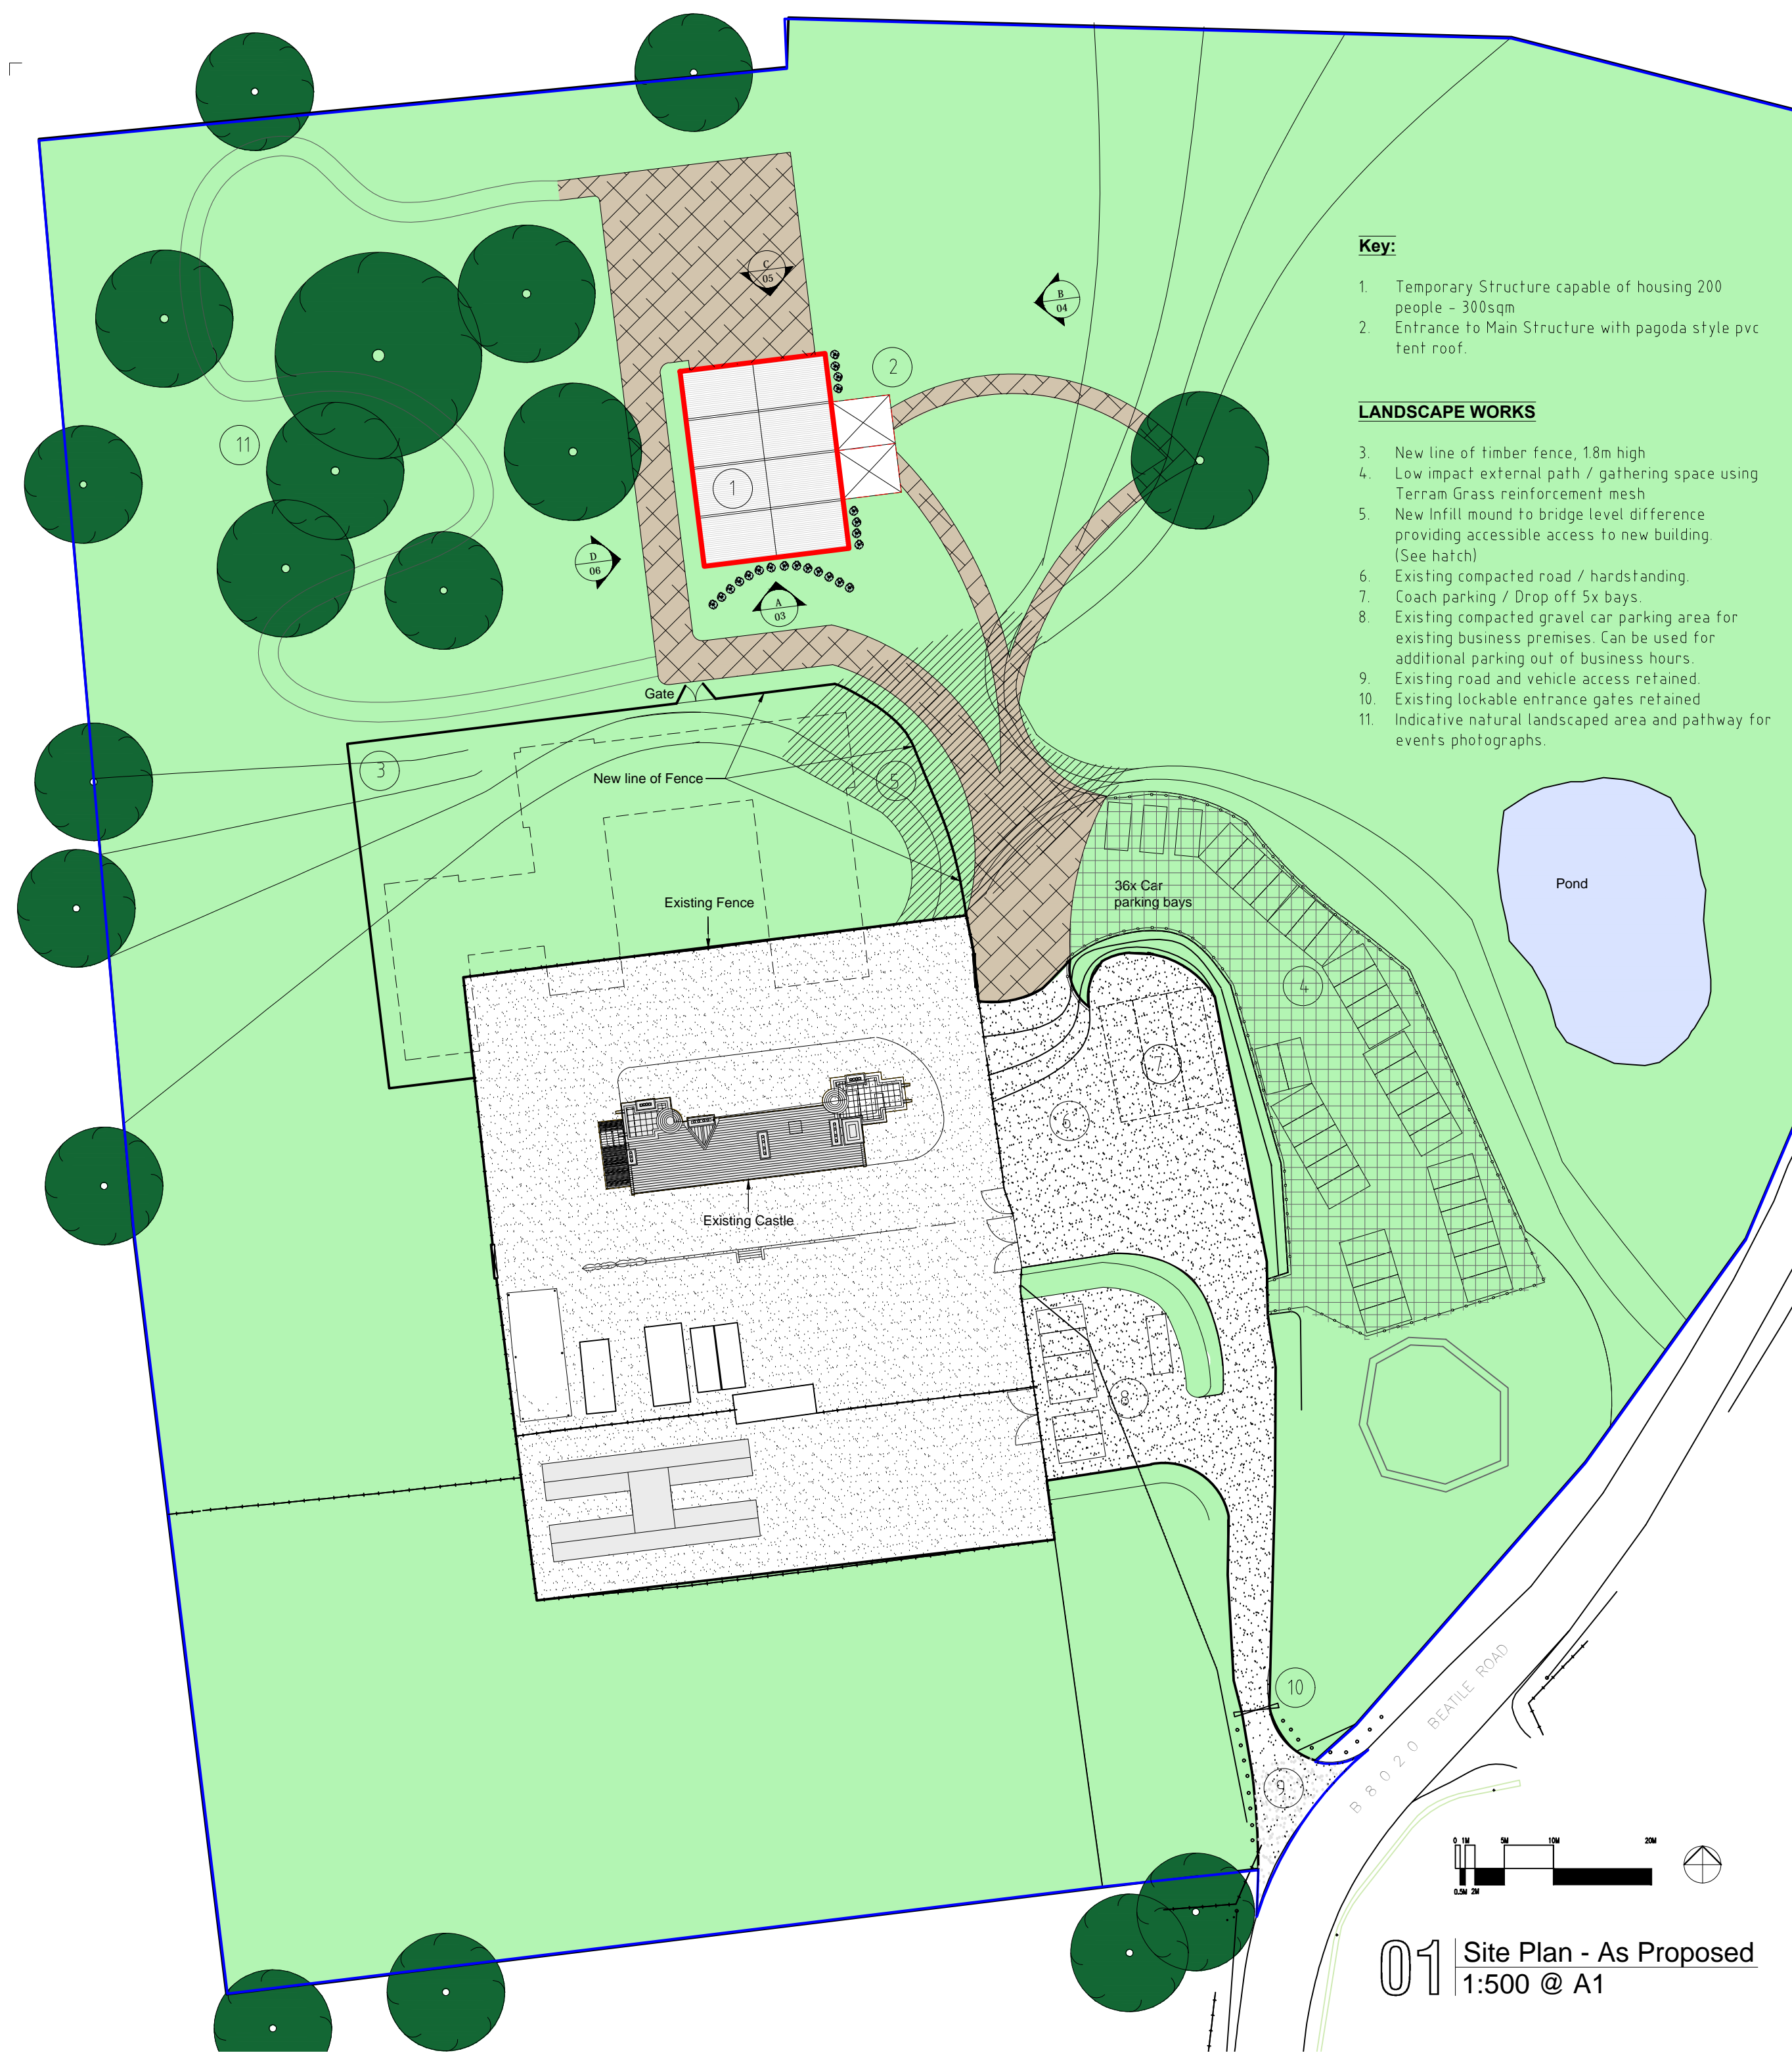 C
05
B
04
Key:
1. Temporary Structure capable of housing 200
people - 300sqm
2. Entrance to Main Structure with pagoda style pvc
tent roof.
2
LANDSCAPE WORKS
11
1
3. New line of timber fence, 1.8m high
4. Low impact external path / gathering space using
Terram Grass reinforcement mesh
5. New Infill mound to bridge level difference
providing accessible access to new building.
(See hatch)
6. Existing compacted road / hardstanding.
7. Coach parking / Drop off 5x bays.
8. Existing compacted gravel car parking area for
existing business premises. Can be used for
additional parking out of business hours.
9. Existing road and vehicle access retained.
10. Existing lockable entrance gates retained
11. Indicative natural landscaped area and pathway for
events photographs.
D
06
A
03
Gate
3
New line of Fence
5
Existing Fence
36x Car
parking bays
Pond
4
7
6
Existing Castle
8
10
9
B8020 BEATILE ROAD
0 1M 5M 10M 20M
0.5M 2M
01
Site Plan - As Proposed
1:500 @ A1